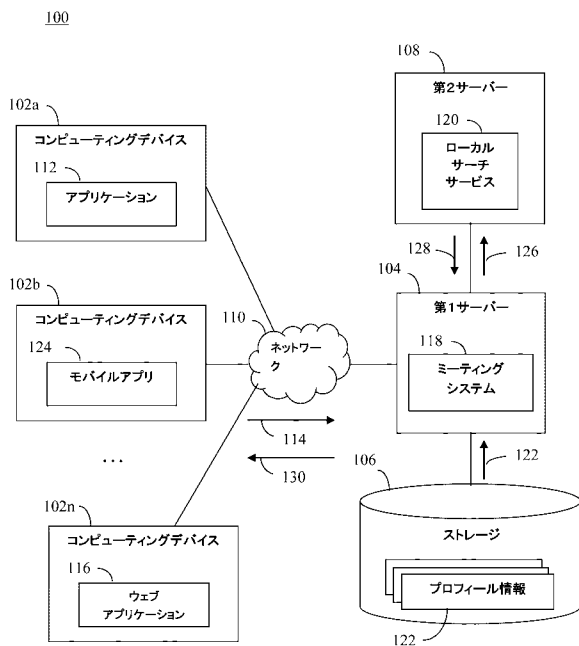 100
108
第2サーバー
120
ローカル
サーチ
サービス
102a
コンピューティングデバイス
112
アプリケーション
128
126
102b
コンピューティングデバイス
124
モバイルアプリ
110
ネットワー
ク
104
第1サーバー
118
ミーティング
システム
114
130
...
122
106
ストレージ
プロフィール情報
122
102n
コンピューティングデバイス
116
ウェブ
アプリケーション